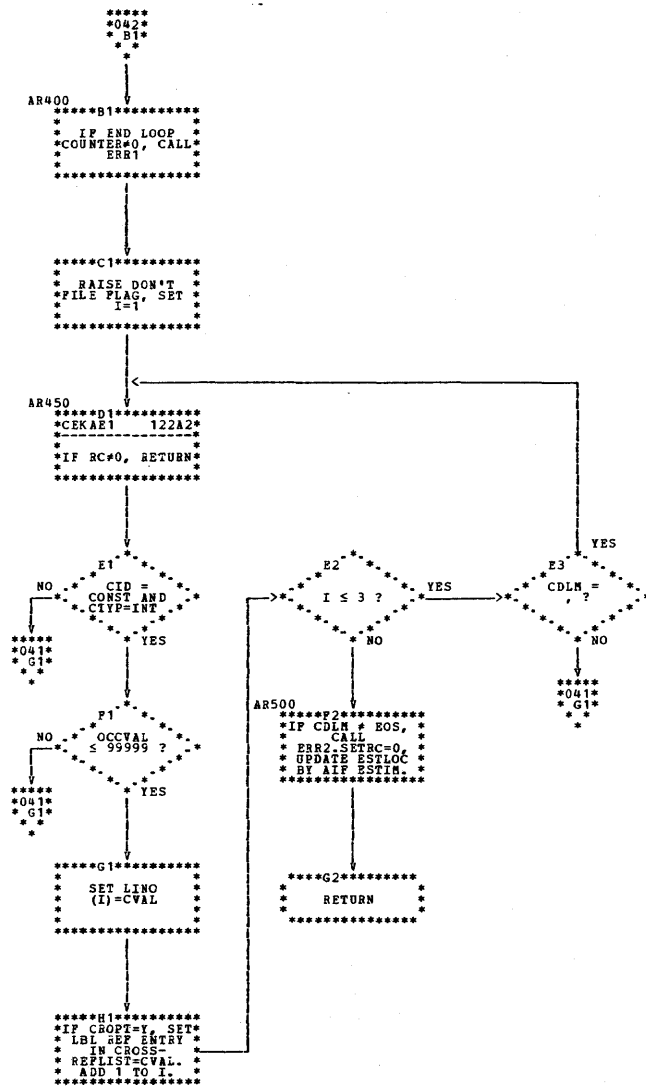 *042*
B1*
AR400
B1
IF END LOOP
COUNTER≠0, CALL
ERR1
C1
RAISE DON'T
FILE FLAG, SET
I=1
AR450
D1
CEKAE1 122A2
IF RC≠0, RETURN
E1
CID =
CONST AND
CTYP=INT
NO
YES
*041*
G1*
F1
OCCVAL
≤ 99999 ?
NO
YES
*041*
G1*
G1
SET LINO
(I)=CVAL
H1
IF CROPT=Y, SET
LBL REF ENTRY
IN CROSS-
REFLIST=CVAL.
ADD 1 TO I.
E2
I ≤ 3 ?
YES
NO
E3
CDLM =
, ?
YES
NO
*041*
G1*
AR500
F2
IF CDLM ≠ EOS,
CALL
ERR2.SETRC=0,
UPDATE ESTLOC
BY AIF ESTIM.
G2
RETURN